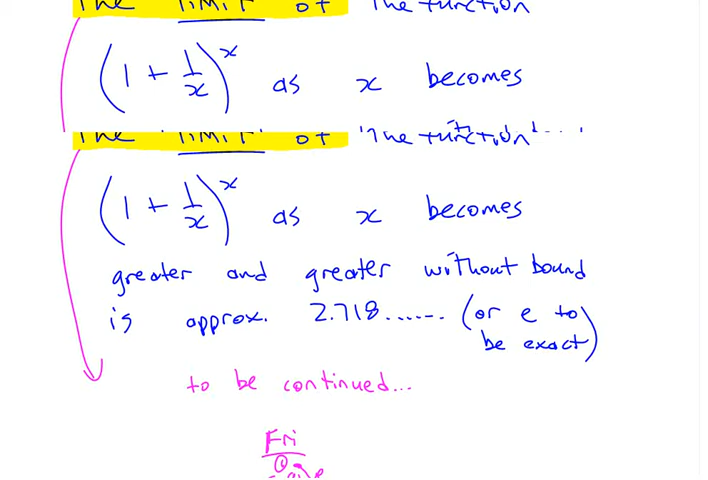 The limit of the function
(1 + 1/x)^x as x becomes
The limit of the function
(1 + 1/x)^x as x becomes
greater and greater without bound
is approx. 2.718...... (or e to
be exact)
to be continued...
Fri